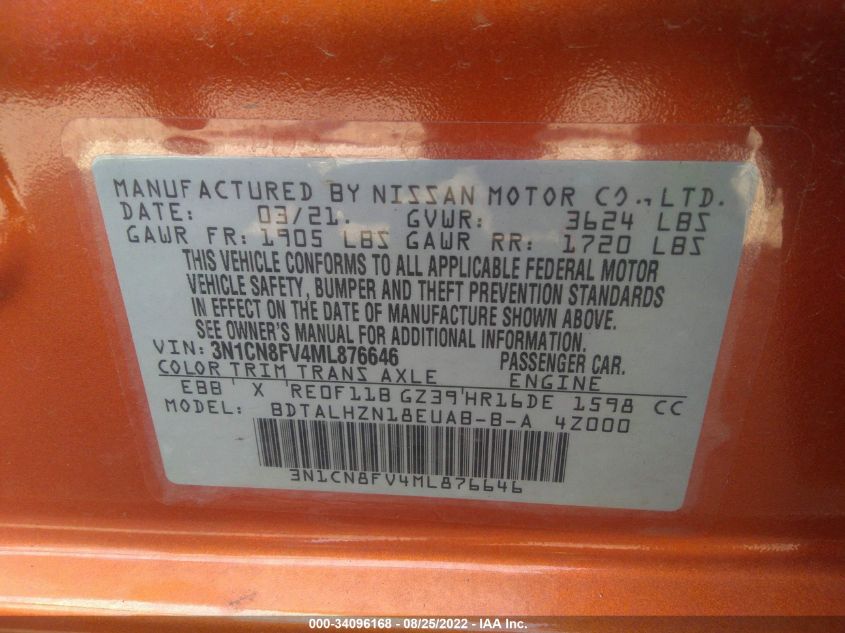 MANUFACTURED BY NISSAN MOTOR CO., LTD.
DATE: 03/21. GVWR: 3624 LBS
GAWR FR: 1905 LBS GAWR RR: 1720 LBS
THIS VEHICLE CONFORMS TO ALL APPLICABLE FEDERAL MOTOR
VEHICLE SAFETY, BUMPER AND THEFT PREVENTION STANDARDS
IN EFFECT ON THE DATE OF MANUFACTURE SHOWN ABOVE.
SEE OWNER'S MANUAL FOR ADDITIONAL INFORMATION.
VIN: 3N1CN8FV4ML876646 PASSENGER CAR.
COLOR TRIM TRANS AXLE ENGINE
EBB ' X 'RE0F11B GZ39'HR16DE 1598 CC
MODEL: BDTALHZN18EUAB-B-A 4Z000
3N1CN8FV4ML876646
000-34096168 - 08/25/2022 - IAA Inc.